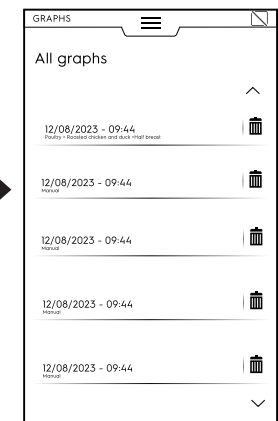 GRAPHS
All graphs
12/08/2023 - 09:44
Poultry > Roasted chicken and duck >Half breast
12/08/2023 - 09:44
Manual
12/08/2023 - 09:44
Manual
12/08/2023 - 09:44
Manual
12/08/2023 - 09:44
Manual